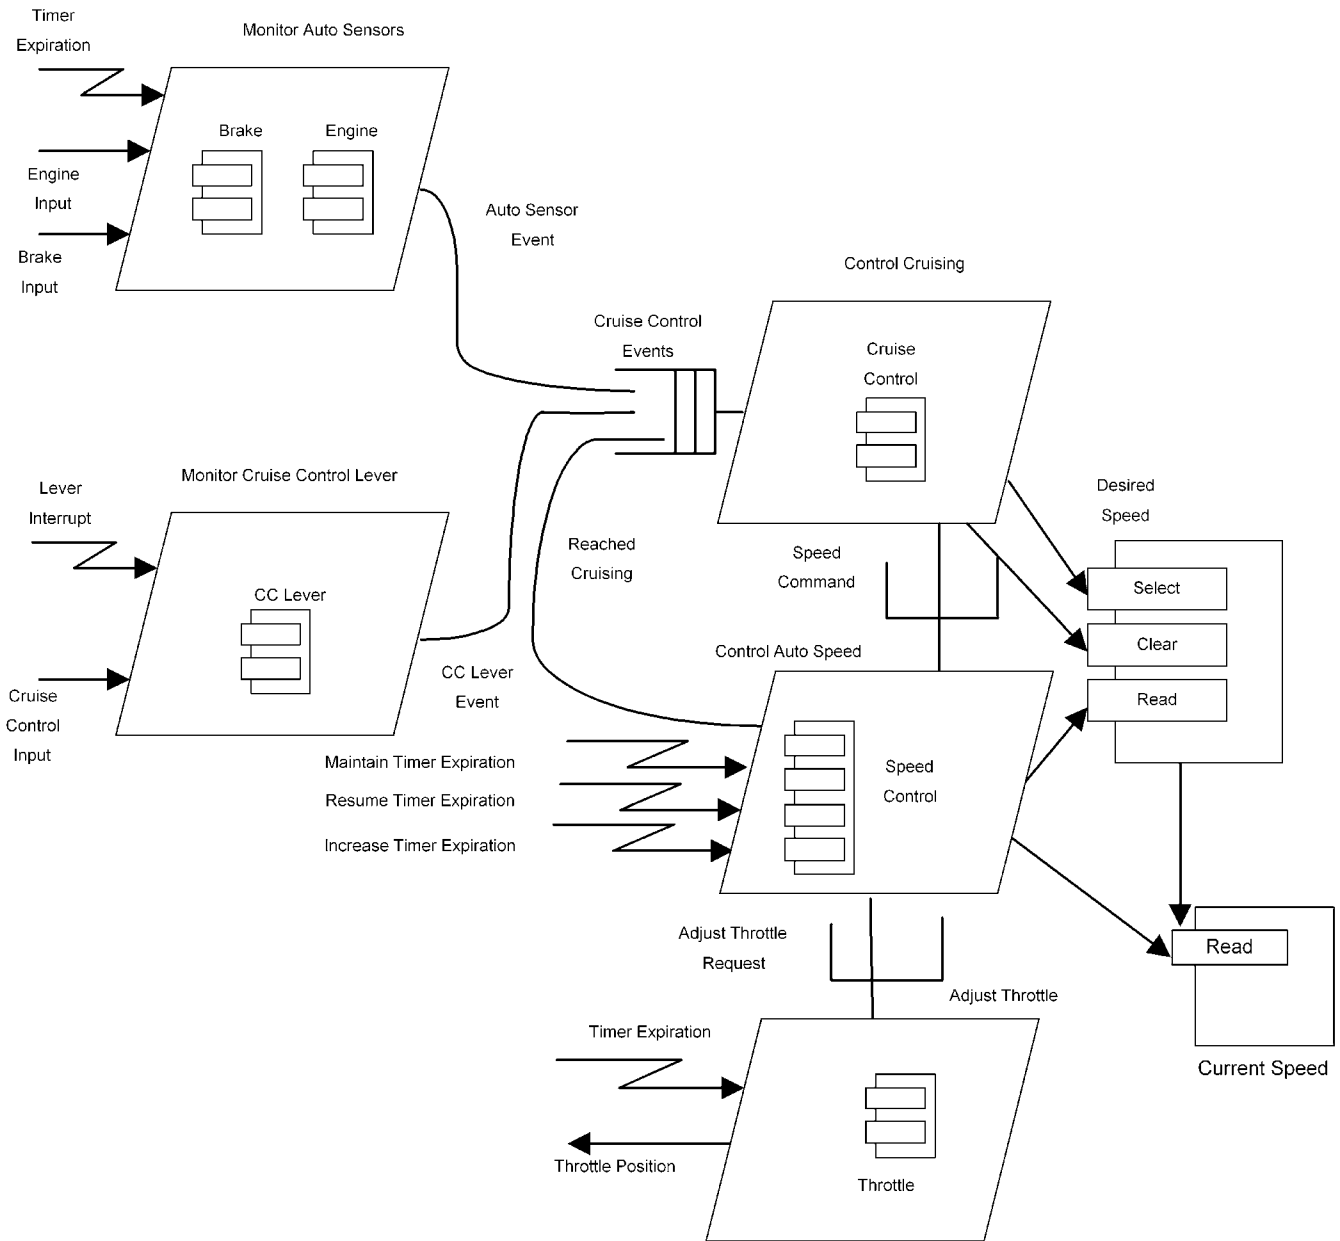 Timer
Expiration
Monitor Auto Sensors
Brake
Engine
Engine
Input
Brake
Input
Auto Sensor
Event
Control Cruising
Cruise Control
Events
Cruise
Control
Monitor Cruise Control Lever
Lever
Interrupt
CC Lever
Cruise
Control
Input
CC Lever
Event
Reached
Cruising
Speed
Command
Desired
Speed
Select
Clear
Read
Control Auto Speed
Maintain Timer Expiration
Resume Timer Expiration
Increase Timer Expiration
Speed
Control
Adjust Throttle
Request
Read
Current Speed
Adjust Throttle
Timer Expiration
Throttle Position
Throttle